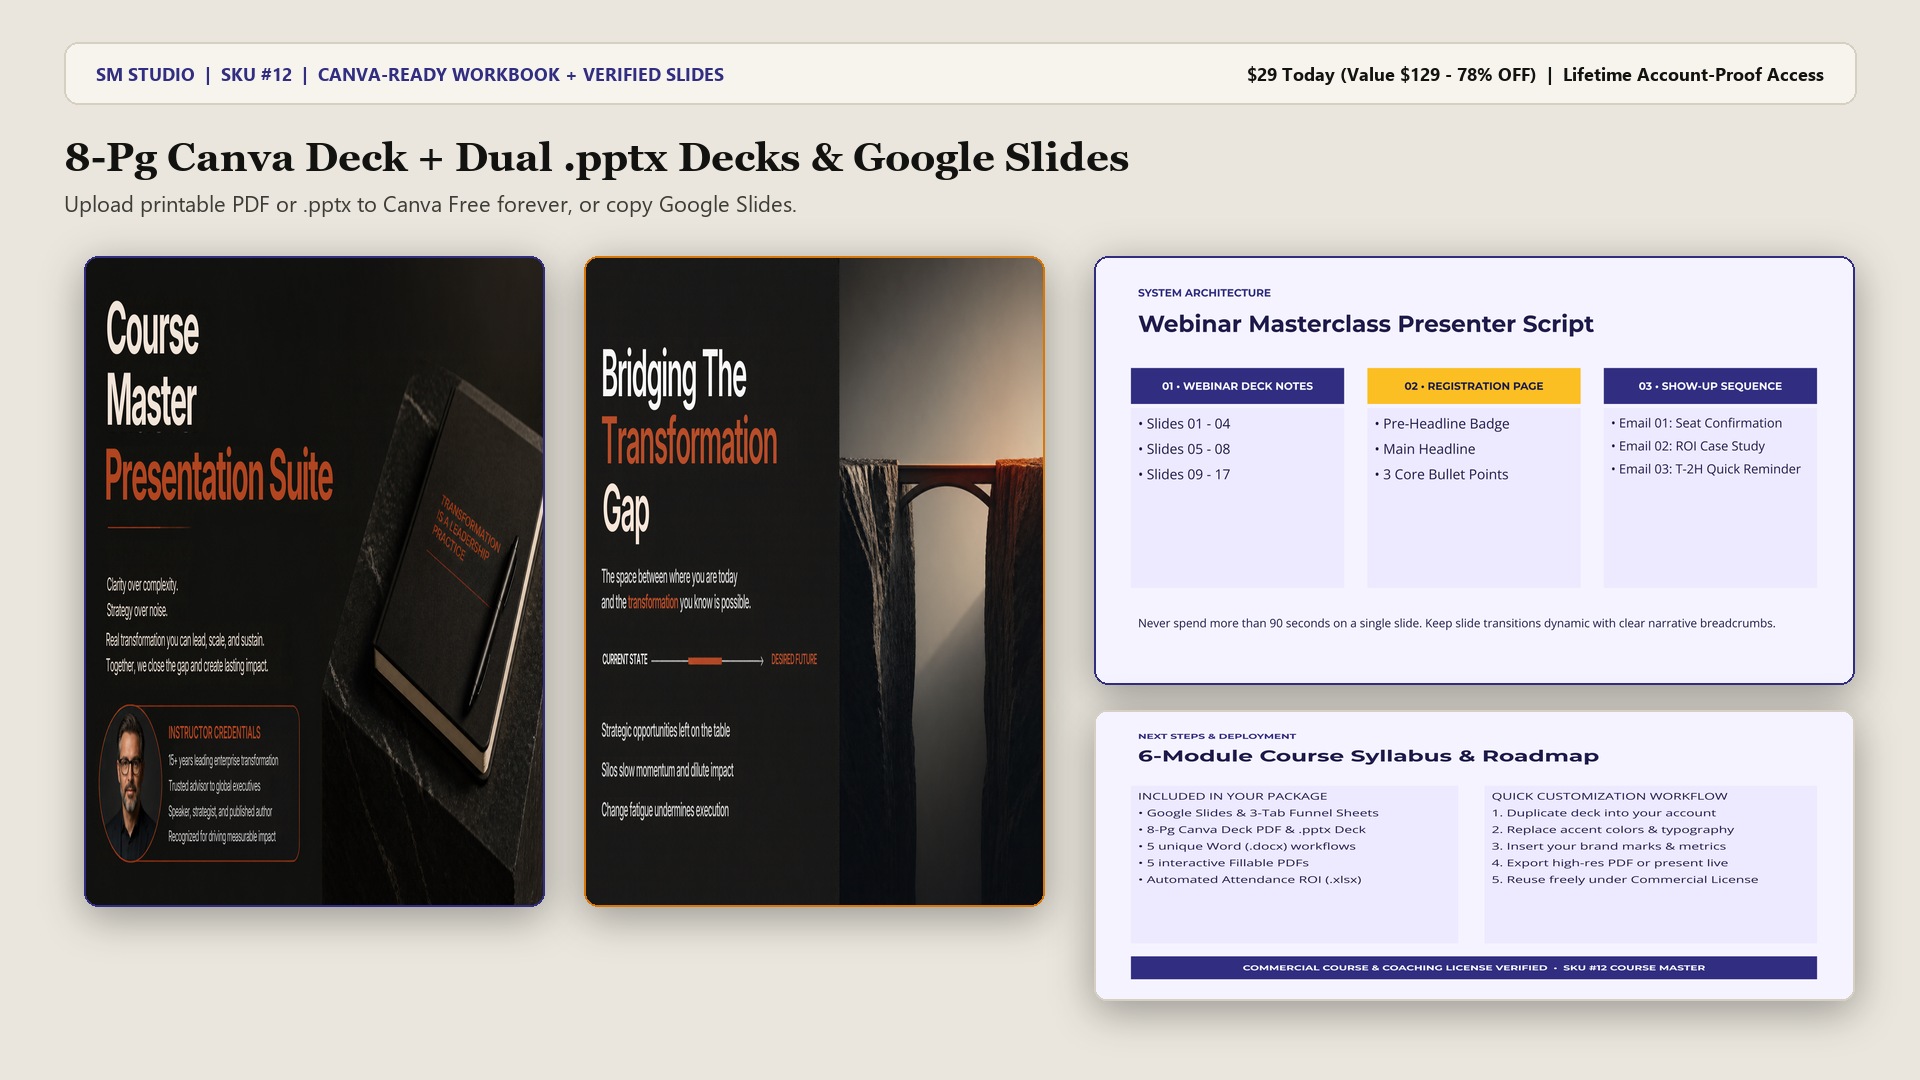 SM STUDIO | SKU #12 | CANVA-READY WORKBOOK + VERIFIED SLIDES
$29 Today (Value $129 - 78% OFF) | Lifetime Account-Proof Access
8-Pg Canva Deck + Dual .pptx Decks & Google Slides
Upload printable PDF or .pptx to Canva Free forever, or copy Google Slides.
Course
Master
Presentation Suite
Clarity over complexity.
Strategy over noise.
Real transformation you can lead, scale, and sustain.
Together, we close the gap and create lasting impact.
INSTRUCTOR CREDENTIALS
15+ years leading enterprise transformation
Trusted advisor to global executives
Speaker, strategist, and published author
Recognized for driving measurable impact
TRANSFORMATION
IS A LEADERSHIP
PRACTICE
Bridging The
Transformation
Gap
The space between where you are today
and the transformation you know is possible.
CURRENT STATE
DESIRED FUTURE
Strategic opportunities left on the table
Silos slow momentum and dilute impact
Change fatigue undermines execution
SYSTEM ARCHITECTURE
Webinar Masterclass Presenter Script
01 • WEBINAR DECK NOTES
• Slides 01 - 04
• Slides 05 - 08
• Slides 09 - 17
02 • REGISTRATION PAGE
• Pre-Headline Badge
• Main Headline
• 3 Core Bullet Points
03 • SHOW-UP SEQUENCE
• Email 01: Seat Confirmation
• Email 02: ROI Case Study
• Email 03: T-2H Quick Reminder
Never spend more than 90 seconds on a single slide. Keep slide transitions dynamic with clear narrative breadcrumbs.
NEXT STEPS & DEPLOYMENT
6-Module Course Syllabus & Roadmap
INCLUDED IN YOUR PACKAGE
• Google Slides & 3-Tab Funnel Sheets
• 8-Pg Canva Deck PDF & .pptx Deck
• 5 unique Word (.docx) workflows
• 5 interactive Fillable PDFs
• Automated Attendance ROI (.xlsx)
QUICK CUSTOMIZATION WORKFLOW
1. Duplicate deck into your account
2. Replace accent colors & typography
3. Insert your brand marks & metrics
4. Export high-res PDF or present live
5. Reuse freely under Commercial License
COMMERCIAL COURSE & COACHING LICENSE VERIFIED • SKU #12 COURSE MASTER